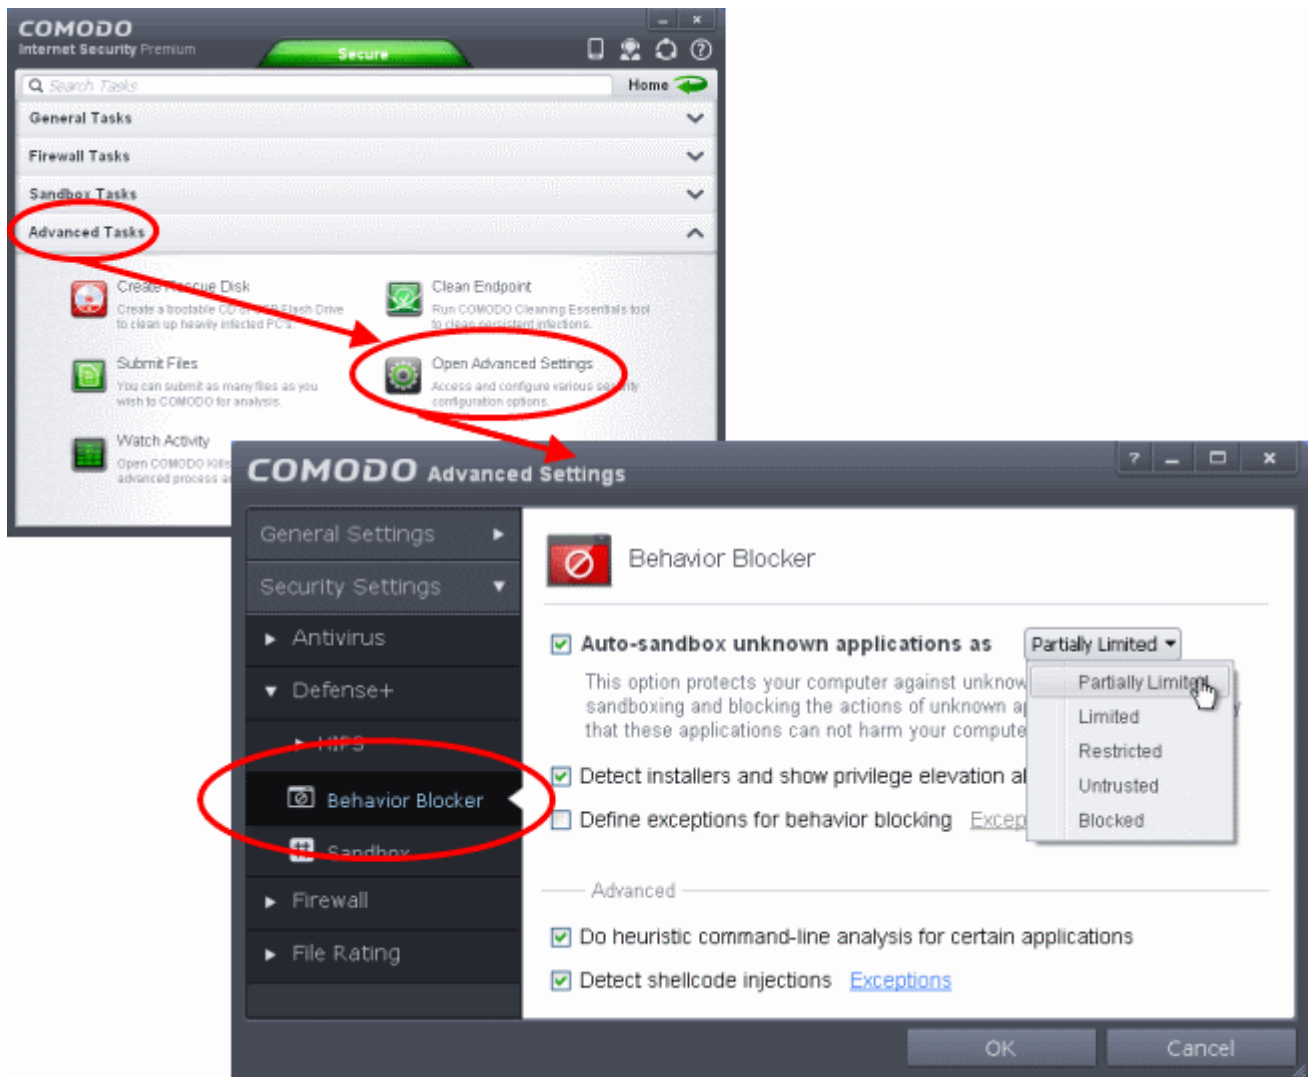 COMODO
Internet Security Premium
Secure
Search Tasks
Home
General Tasks
Firewall Tasks
Sandbox Tasks
Advanced Tasks
Create Rescue Disk
Create a bootable CD or USB Flash Drive
to clean up heavily infected PC's.
Clean Endpoint
Run COMODO Cleaning Essentials tool
to clean persistent infections.
Submit Files
You can submit as many files as you
wish to COMODO for analysis.
Open Advanced Settings
Access and configure various security
configuration options.
Watch Activity
Open COMODO Kills
advanced process a
COMODO Advanced Settings
General Settings
Security Settings
Antivirus
Defense+
HIPS
Behavior Blocker
Sandbox
Firewall
File Rating
Behavior Blocker
Auto-sandbox unknown applications as
Partially Limited
This option protects your computer against unknow
sandboxing and blocking the actions of unknown a
that these applications can not harm your compute
Partially Limited
Limited
Restricted
Untrusted
Blocked
Detect installers and show privilege elevation al
Define exceptions for behavior blocking Excep
Advanced
Do heuristic command-line analysis for certain applications
Detect shellcode injections Exceptions
OK
Cancel